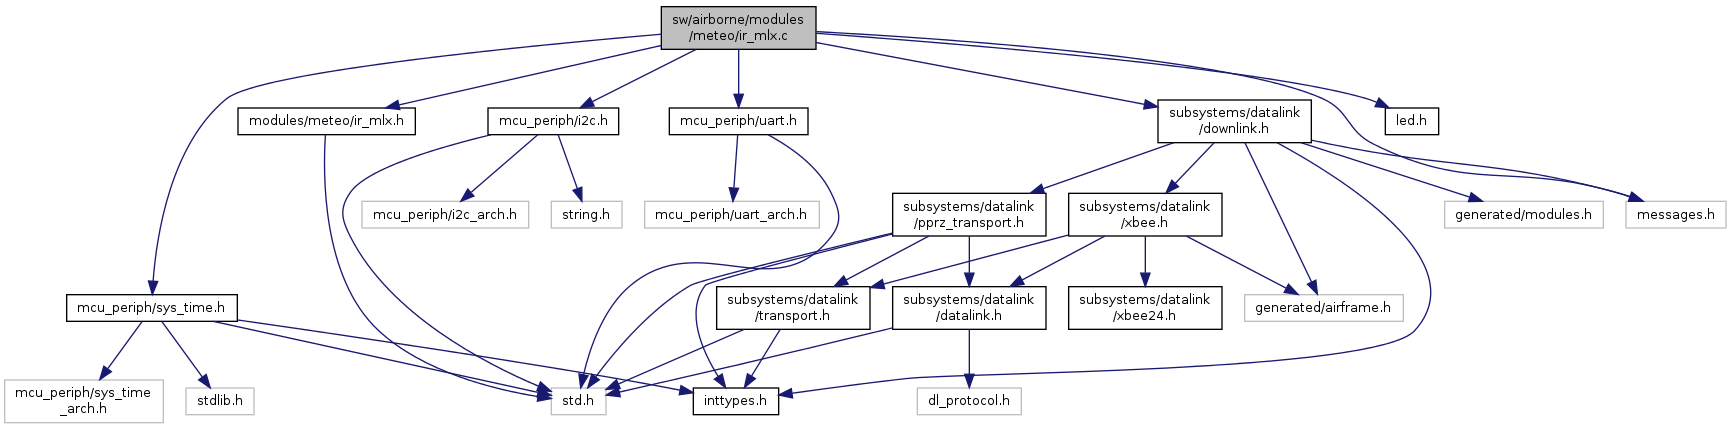 sw/airborne/modules
/meteo/ir_mlx.c
modules/meteo/ir_mlx.h
mcu_periph/i2c.h
mcu_periph/uart.h
subsystems/datalink
/downlink.h
led.h
mcu_periph/i2c_arch.h
string.h
mcu_periph/uart_arch.h
subsystems/datalink
/pprz_transport.h
subsystems/datalink
/xbee.h
generated/modules.h
messages.h
mcu_periph/sys_time.h
subsystems/datalink
/transport.h
subsystems/datalink
/datalink.h
subsystems/datalink
/xbee24.h
generated/airframe.h
mcu_periph/sys_time
_arch.h
stdlib.h
std.h
inttypes.h
dl_protocol.h